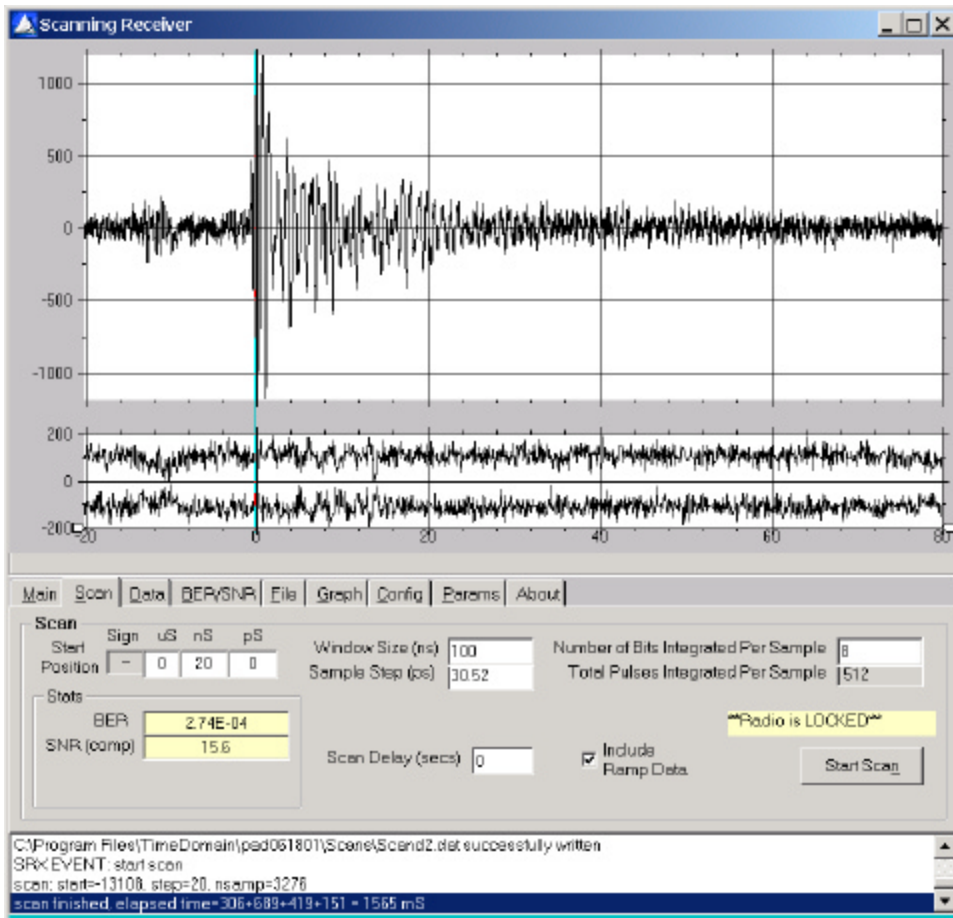 Scanning Receiver
1000
500
0
-500
-1000
200
0
-200
-20 0 20 40 60 80
Main Scan Data BER/SNR File Graph Config Params About
Scan
Sign uS nS pS
Start Position - 0 20 0
Window Size (ns) 100
Sample Step (ps) 30.52
Number of Bits Integrated Per Sample 8
Total Pulses Integrated Per Sample 512
Stats
BER 2.74E-04
SNR (comp) 15.6
**Radio is LOCKED**
Scan Delay (secs) 0
Include
Ramp Data
Start Scan
C:\Program Files\TimeDomain\pad061801\Scans\Scand2.dat successfully written
SRX EVENT: start scan
scan: start=-13108, step=20, nsamp=3276
scan finished, elapsed time=306+689+419+151 = 1565 mS